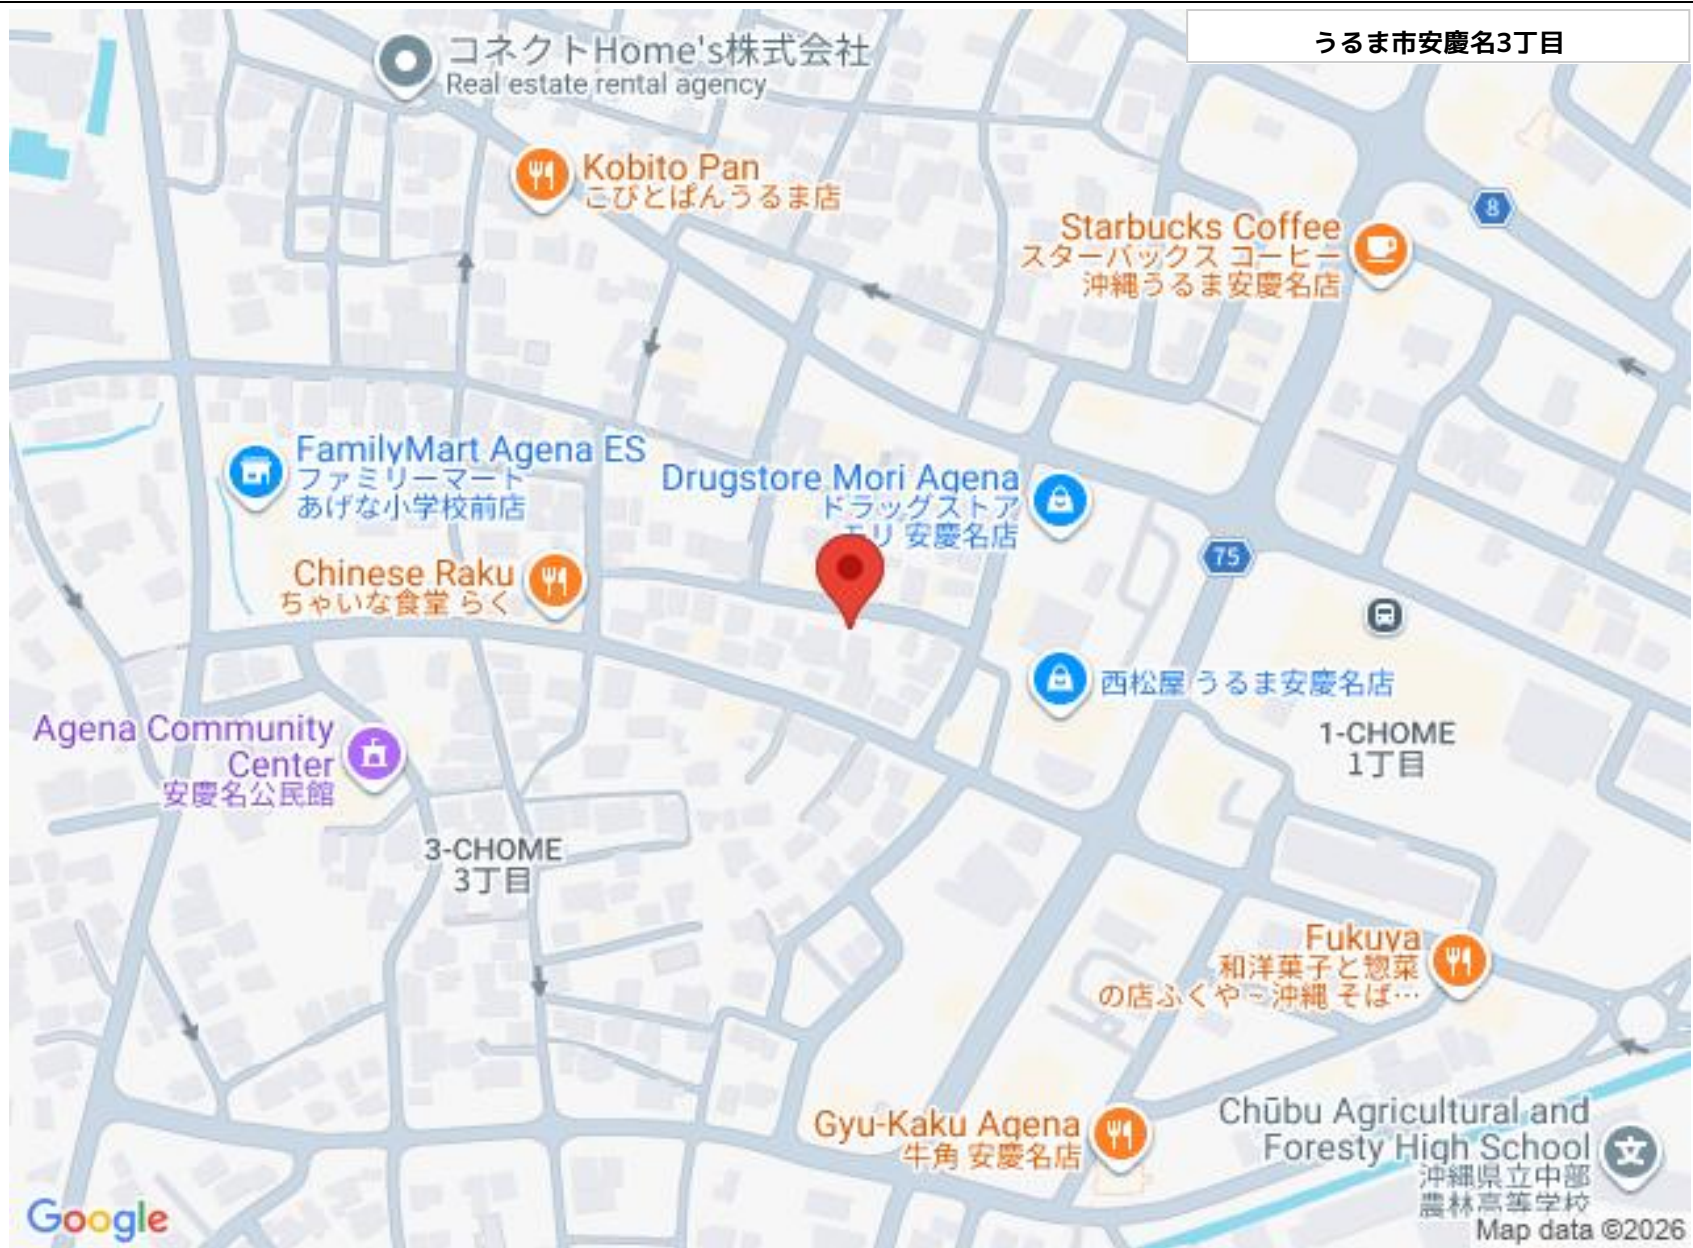 うるま市安慶名3丁目
コネクトHome's株式会社
Real estate rental agency
Kobito Pan
こびとぱんうるま店
8
Starbucks Coffee
スターバックス コーヒー
沖縄うるま安慶名店
FamilyMart Agena ES
ファミリーマート
あげな小学校前店
Drugstore Mori Agena
ドラッグストア
モリ 安慶名店
75
Chinese Raku
ちゃいな食堂 らく
西松屋 うるま安慶名店
Agena Community
Center
安慶名公民館
1-CHOME
1丁目
3-CHOME
3丁目
Fukuya
和洋菓子と惣菜
の店ふくや~沖縄 そば…
Gyu-Kaku Agena
牛角 安慶名店
Chūbu Agricultural and
Foresty High School
沖縄県立中部
農林高等学校
Google
Map data ©2026